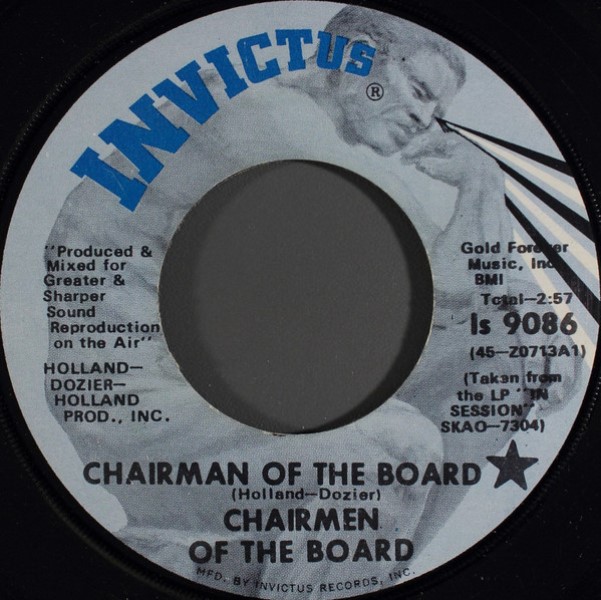 INVICTUS
®
"Produced &
Mixed for
Greater &
Sharper
Sound
Reproduction
on the Air"
HOLLAND—
DOZIER—
HOLLAND
PROD., INC.
Gold Forever
Music, Inc.
BMI
Total—2:57
Is 9086
(45—Z0713A1)
(Taken from
the LP "IN
SESSION"
SKAO—7304)
CHAIRMAN OF THE BOARD
(Holland—Dozier)
CHAIRMEN
OF THE BOARD
MFD. BY INVICTUS RECORDS, INC.